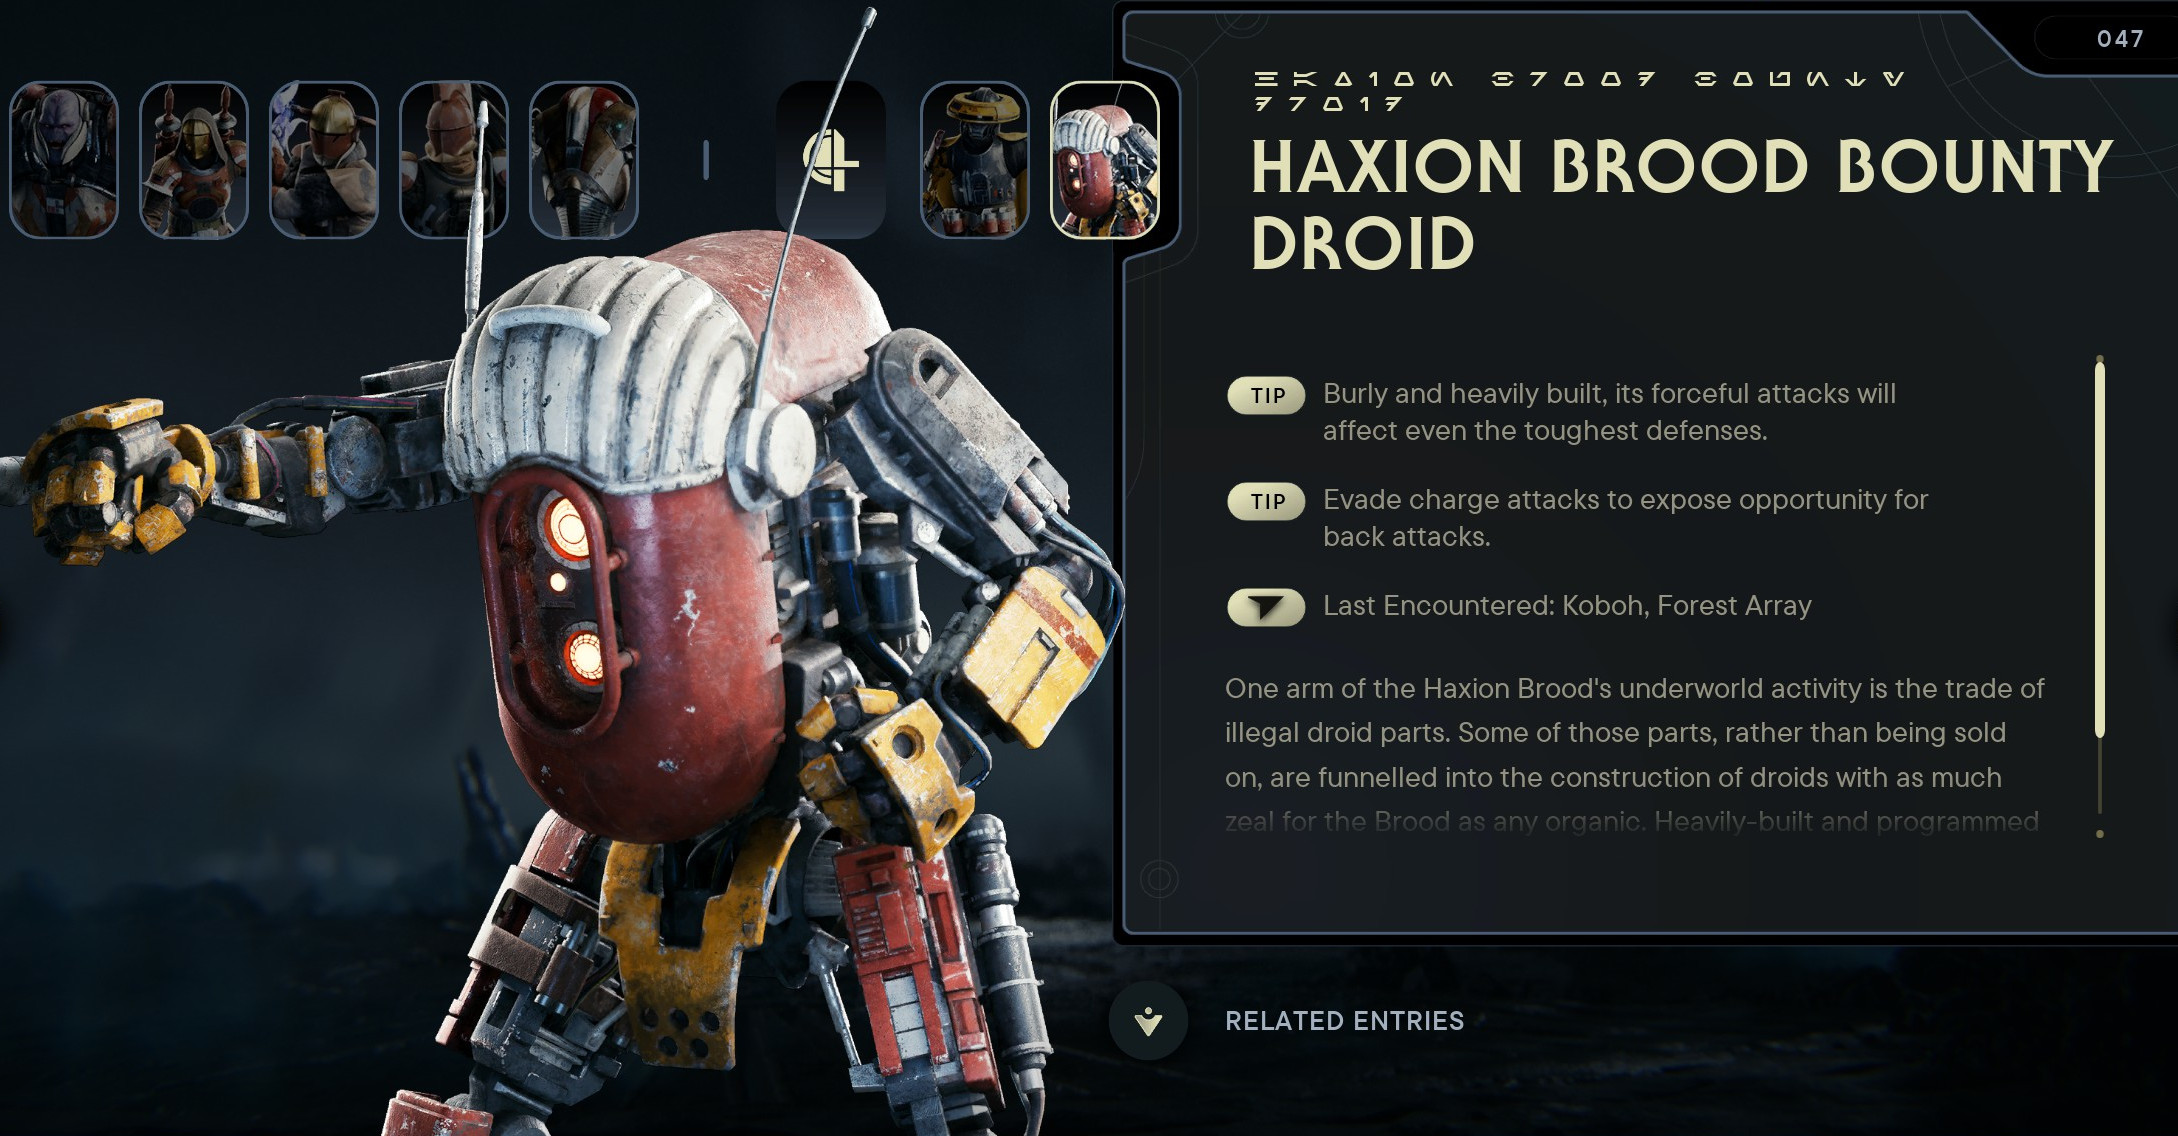 047
HAXION BROOD BOUNTY
DROID
TIP Burly and heavily built, its forceful attacks will
affect even the toughest defenses.
TIP Evade charge attacks to expose opportunity for
back attacks.
Last Encountered: Koboh, Forest Array
One arm of the Haxion Brood's underworld activity is the trade of
illegal droid parts. Some of those parts, rather than being sold
on, are funnelled into the construction of droids with as much
zeal for the Brood as any organic. Heavily-built and programmed
RELATED ENTRIES